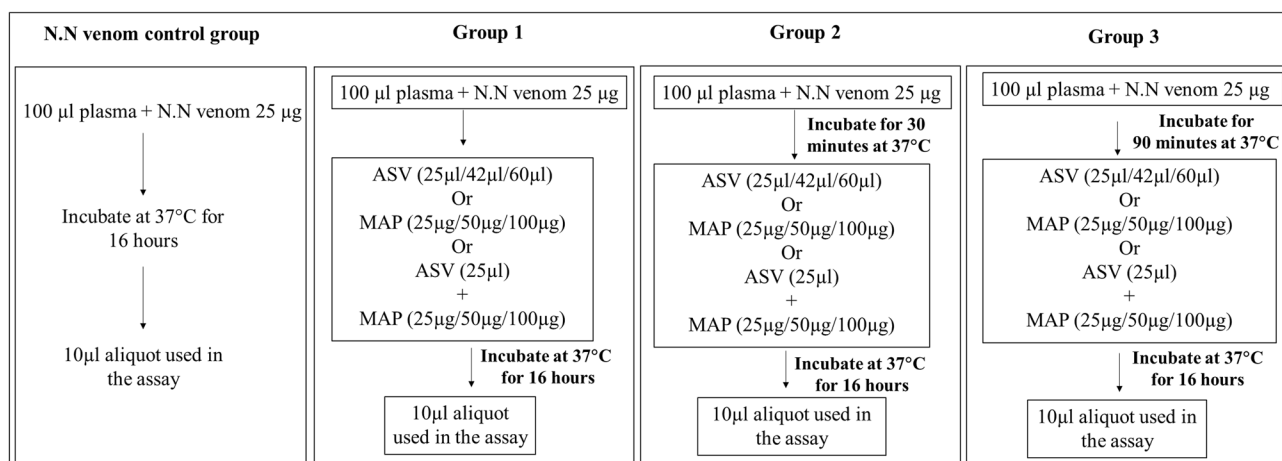 N.N venom control group
100 µl plasma + N.N venom 25 µg
Incubate at 37°C for
16 hours
10µl aliquot used in
the assay
Group 1
100 µl plasma + N.N venom 25 µg
ASV (25µl/42µl/60µl)
Or
MAP (25µg/50µg/100µg)
Or
ASV (25µl)
+
MAP (25µg/50µg/100µg)
Incubate at 37°C
for 16 hours
10µl aliquot
used in the assay
Group 2
100 µl plasma + N.N venom 25 µg
Incubate for 30
minutes at 37°C
ASV (25µl/42µl/60µl)
Or
MAP (25µg/50µg/100µg)
Or
ASV (25µl)
+
MAP (25µg/50µg/100µg)
Incubate at 37°C
for 16 hours
10µl aliquot used in
the assay
Group 3
100 µl plasma + N.N venom 25 µg
Incubate for
90 minutes at 37°C
ASV (25µl/42µl/60µl)
Or
MAP (25µg/50µg/100µg)
Or
ASV (25µl)
+
MAP (25µg/50µg/100µg)
Incubate at 37°C
for 16 hours
10µl aliquot used in
the assay